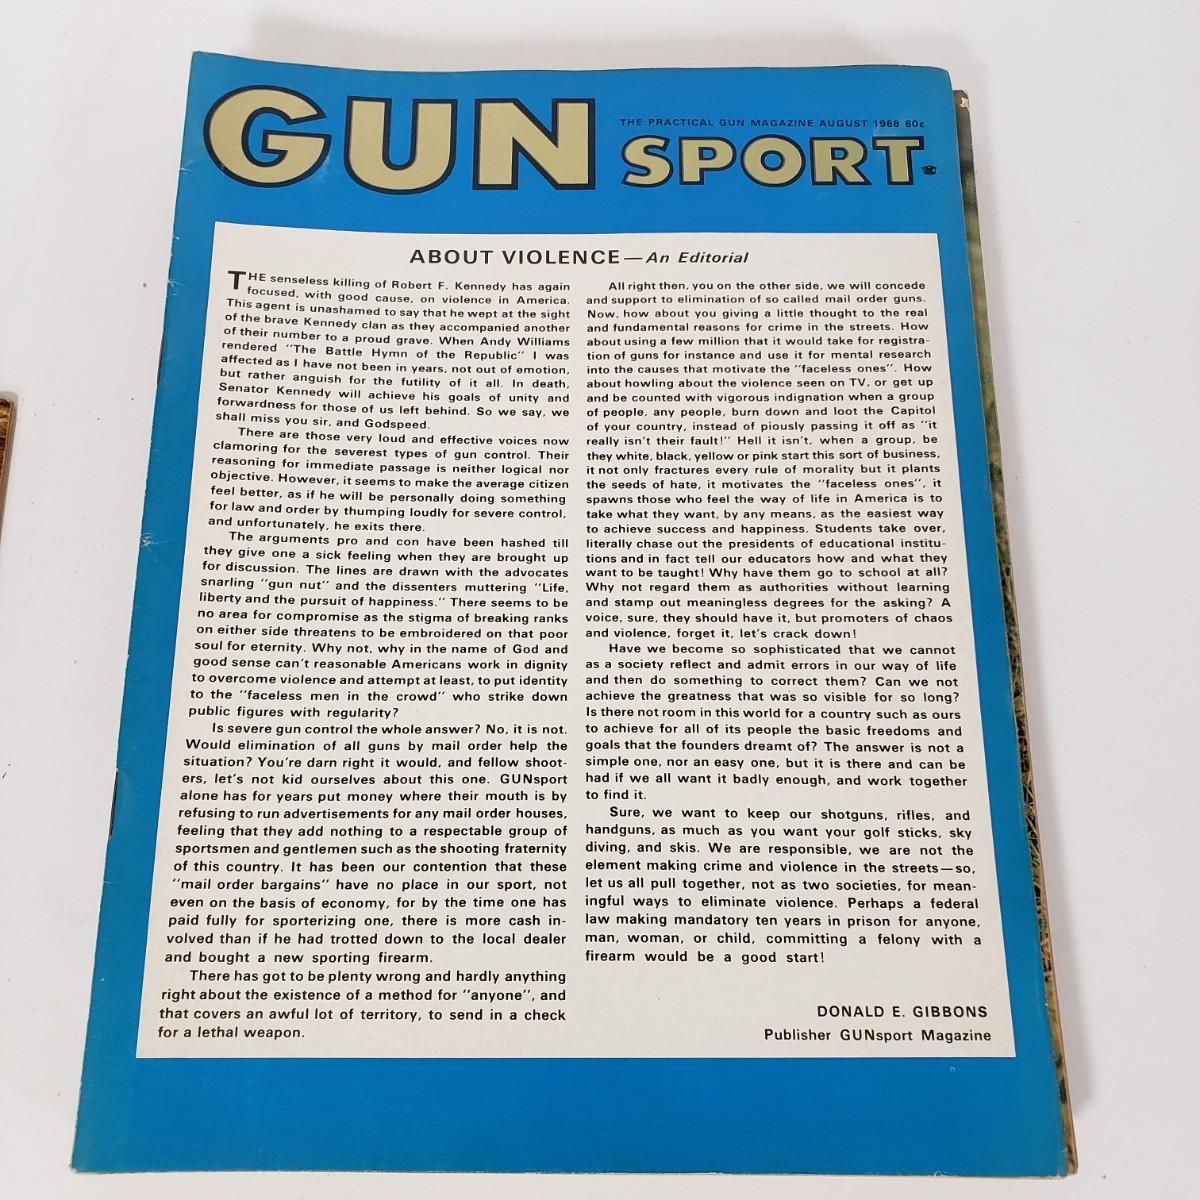 GUN
THE PRACTICAL GUN MAGAZINE AUGUST 1968 60c
SPORT
ABOUT VIOLENCE—An Editorial
THE senseless killing of Robert F. Kennedy has again
focused, with good cause, on violence in America.
This agent is unashamed to say that he wept at the sight
of the brave Kennedy clan as they accompanied another
of their number to a proud grave. When Andy Williams
rendered "The Battle Hymn of the Republic" I was
affected as I have not been in years, not out of emotion,
but rather anguish for the futility of it all. In death,
Senator Kennedy will achieve his goals of unity and
forwardness for those of us left behind. So we say, we
shall miss you sir, and Godspeed.
There are those very loud and effective voices now
clamoring for the severest types of gun control. Their
reasoning for immediate passage is neither logical nor
objective. However, it seems to make the average citizen
feel better, as if he will be personally doing something
for law and order by thumping loudly for severe control,
and unfortunately, he exits there.
The arguments pro and con have been hashed till
they give one a sick feeling when they are brought up
for discussion. The lines are drawn with the advocates
snarling "gun nut" and the dissenters muttering "Life,
liberty and the pursuit of happiness." There seems to be
no area for compromise as the stigma of breaking ranks
on either side threatens to be embroidered on that poor
soul for eternity. Why not, why in the name of God and
good sense can't reasonable Americans work in dignity
to overcome violence and attempt at least, to put identity
to the "faceless men in the crowd" who strike down
public figures with regularity?
Is severe gun control the whole answer? No, it is not.
Would elimination of all guns by mail order help the
situation? You're darn right it would, and fellow shoot-
ers, let's not kid ourselves about this one. GUNsport
alone has for years put money where their mouth is by
refusing to run advertisements for any mail order houses,
feeling that they add nothing to a respectable group of
sportsmen and gentlemen such as the shooting fraternity
of this country. It has been our contention that these
"mail order bargains" have no place in our sport, not
even on the basis of economy, for by the time one has
paid fully for sporterizing one, there is more cash in-
volved than if he had trotted down to the local dealer
and bought a new sporting firearm.
There has got to be plenty wrong and hardly anything
right about the existence of a method for "anyone", and
that covers an awful lot of territory, to send in a check
for a lethal weapon.
All right then, you on the other side, we will concede
and support to elimination of so called mail order guns.
Now, how about you giving a little thought to the real
and fundamental reasons for crime in the streets. How
about using a few million that it would take for registra-
tion of guns for instance and use it for mental research
into the causes that motivate the "faceless ones". How
about howling about the violence seen on TV, or get up
and be counted with vigorous indignation when a group
of people, any people, burn down and loot the Capitol
of your country, instead of piously passing it off as "it
really isn't their fault!" Hell it isn't, when a group, be
they white, black, yellow or pink start this sort of business,
it not only fractures every rule of morality but it plants
the seeds of hate, it motivates the "faceless ones", it
spawns those who feel the way of life in America is to
take what they want, by any means, as the easiest way
to achieve success and happiness. Students take over,
literally chase out the presidents of educational institu-
tions and in fact tell our educators how and what they
want to be taught! Why have them go to school at all?
Why not regard them as authorities without learning
and stamp out meaningless degrees for the asking? A
voice, sure, they should have it, but promoters of chaos
and violence, forget it, let's crack down!
Have we become so sophisticated that we cannot
as a society reflect and admit errors in our way of life
and then do something to correct them? Can we not
achieve the greatness that was so visible for so long?
Is there not room in this world for a country such as ours
to achieve for all of its people the basic freedoms and
goals that the founders dreamt of? The answer is not a
simple one, nor an easy one, but it is there and can be
had if we all want it badly enough, and work together
to find it.
Sure, we want to keep our shotguns, rifles, and
handguns, as much as you want your golf sticks, sky
diving, and skis. We are responsible, we are not the
element making crime and violence in the streets—so,
let us all pull together, not as two societies, for mean-
ingful ways to eliminate violence. Perhaps a federal
law making mandatory ten years in prison for anyone,
man, woman, or child, committing a felony with a
firearm would be a good start!
DONALD E. GIBBONS
Publisher GUNsport Magazine